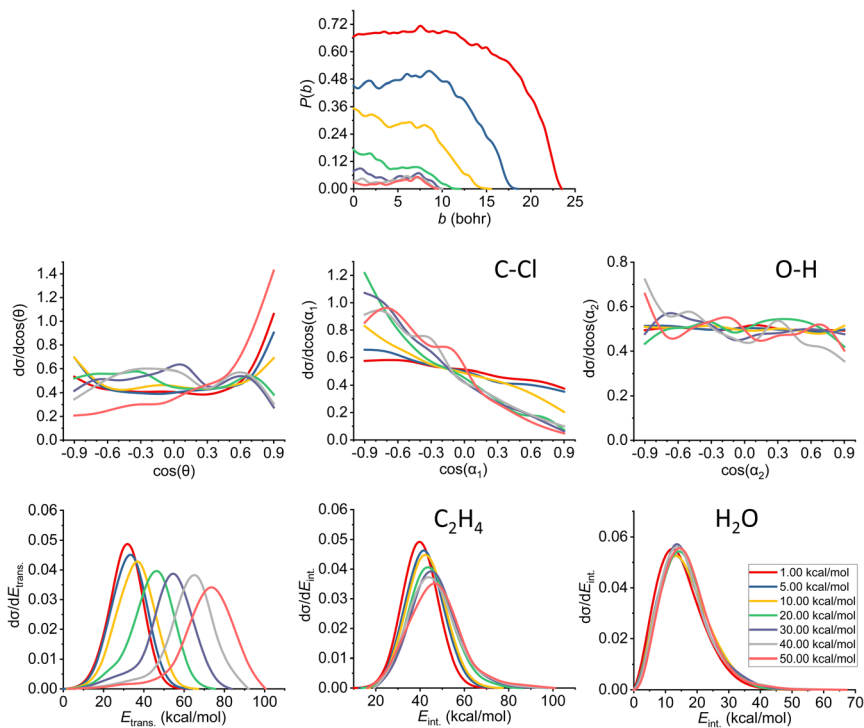 0.72
0.60
0.48
0.36
0.24
0.12
0.00
P(b)
0 5 10 15 20 25
b (bohr)
1.4
1.2
1.0
0.8
0.6
0.4
0.2
0.0
dσ/dcos(θ)
-0.9 -0.6 -0.3 0.0 0.3 0.6 0.9
cos(θ)
C-Cl
1.2
1.0
0.8
0.6
0.4
0.2
0.0
dσ/dcos(α₁)
-0.9 -0.6 -0.3 0.0 0.3 0.6 0.9
cos(α₁)
O-H
0.8
0.6
0.4
0.2
0.0
dσ/dcos(α₂)
-0.9 -0.6 -0.3 0.0 0.3 0.6 0.9
cos(α₂)
0.06
0.05
0.04
0.03
0.02
0.01
0.00
dσ/dE trans.
0 20 40 60 80 100
E trans. (kcal/mol)
C₂H₄
0.06
0.05
0.04
0.03
0.02
0.01
0.00
dσ/dE int.
20 40 60 80 100
E int. (kcal/mol)
H₂O
0.06
0.04
0.02
0.00
dσ/dE int.
0 10 20 30 40 50 60 70
E int. (kcal/mol)
1.00 kcal/mol
5.00 kcal/mol
10.00 kcal/mol
20.00 kcal/mol
30.00 kcal/mol
40.00 kcal/mol
50.00 kcal/mol